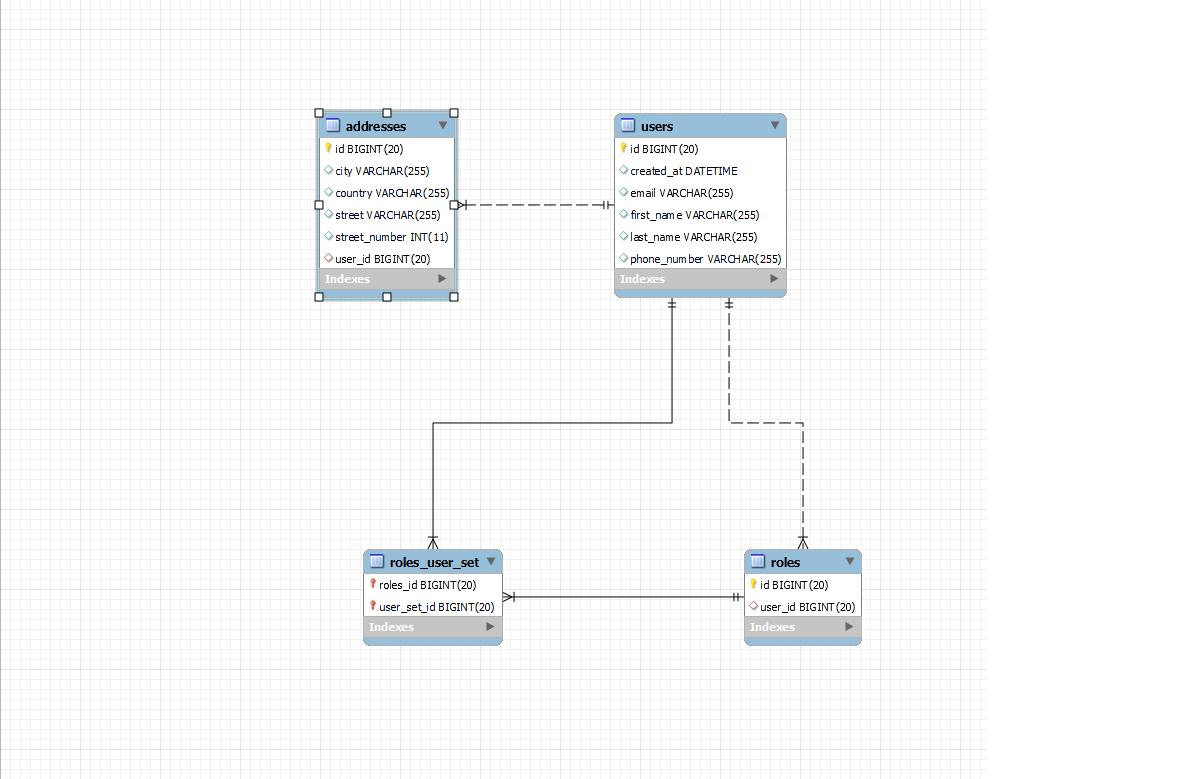 addresses
id BIGINT(20)
city VARCHAR(255)
country VARCHAR(255)
street VARCHAR(255)
street_number INT(11)
user_id BIGINT(20)
Indexes
users
id BIGINT(20)
created_at DATETIME
email VARCHAR(255)
first_name VARCHAR(255)
last_name VARCHAR(255)
phone_number VARCHAR(255)
Indexes
roles_user_set
roles_id BIGINT(20)
user_set_id BIGINT(20)
Indexes
roles
id BIGINT(20)
user_id BIGINT(20)
Indexes